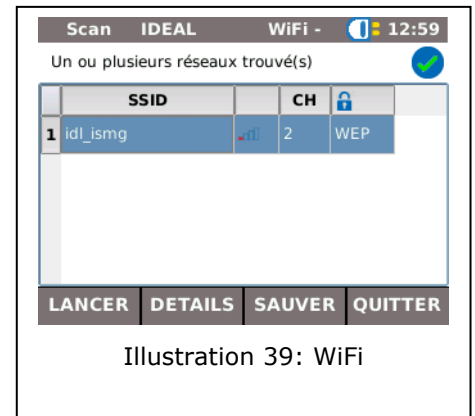 Scan IDEAL WiFi - 12:59
Un ou plusieurs réseaux trouvé(s)
SSID CH
1 idl_ismg 2 WEP
LANCER DETAILS SAUVER QUITTER
Illustration 39: WiFi